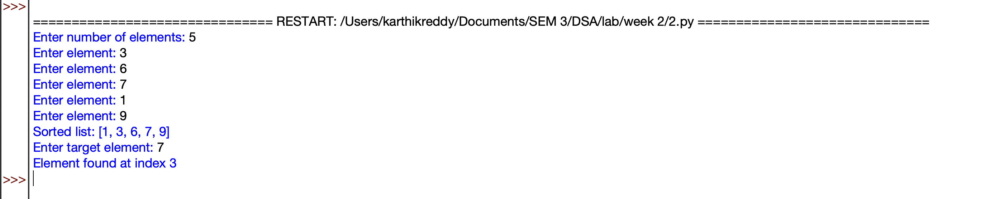 >>>
=============================== RESTART: /Users/karthikreddy/Documents/SEM 3/DSA/lab/week 2/2.py ==============================
Enter number of elements: 5
Enter element: 3
Enter element: 6
Enter element: 7
Enter element: 1
Enter element: 9
Sorted list: [1, 3, 6, 7, 9]
Enter target element: 7
Element found at index 3
>>>